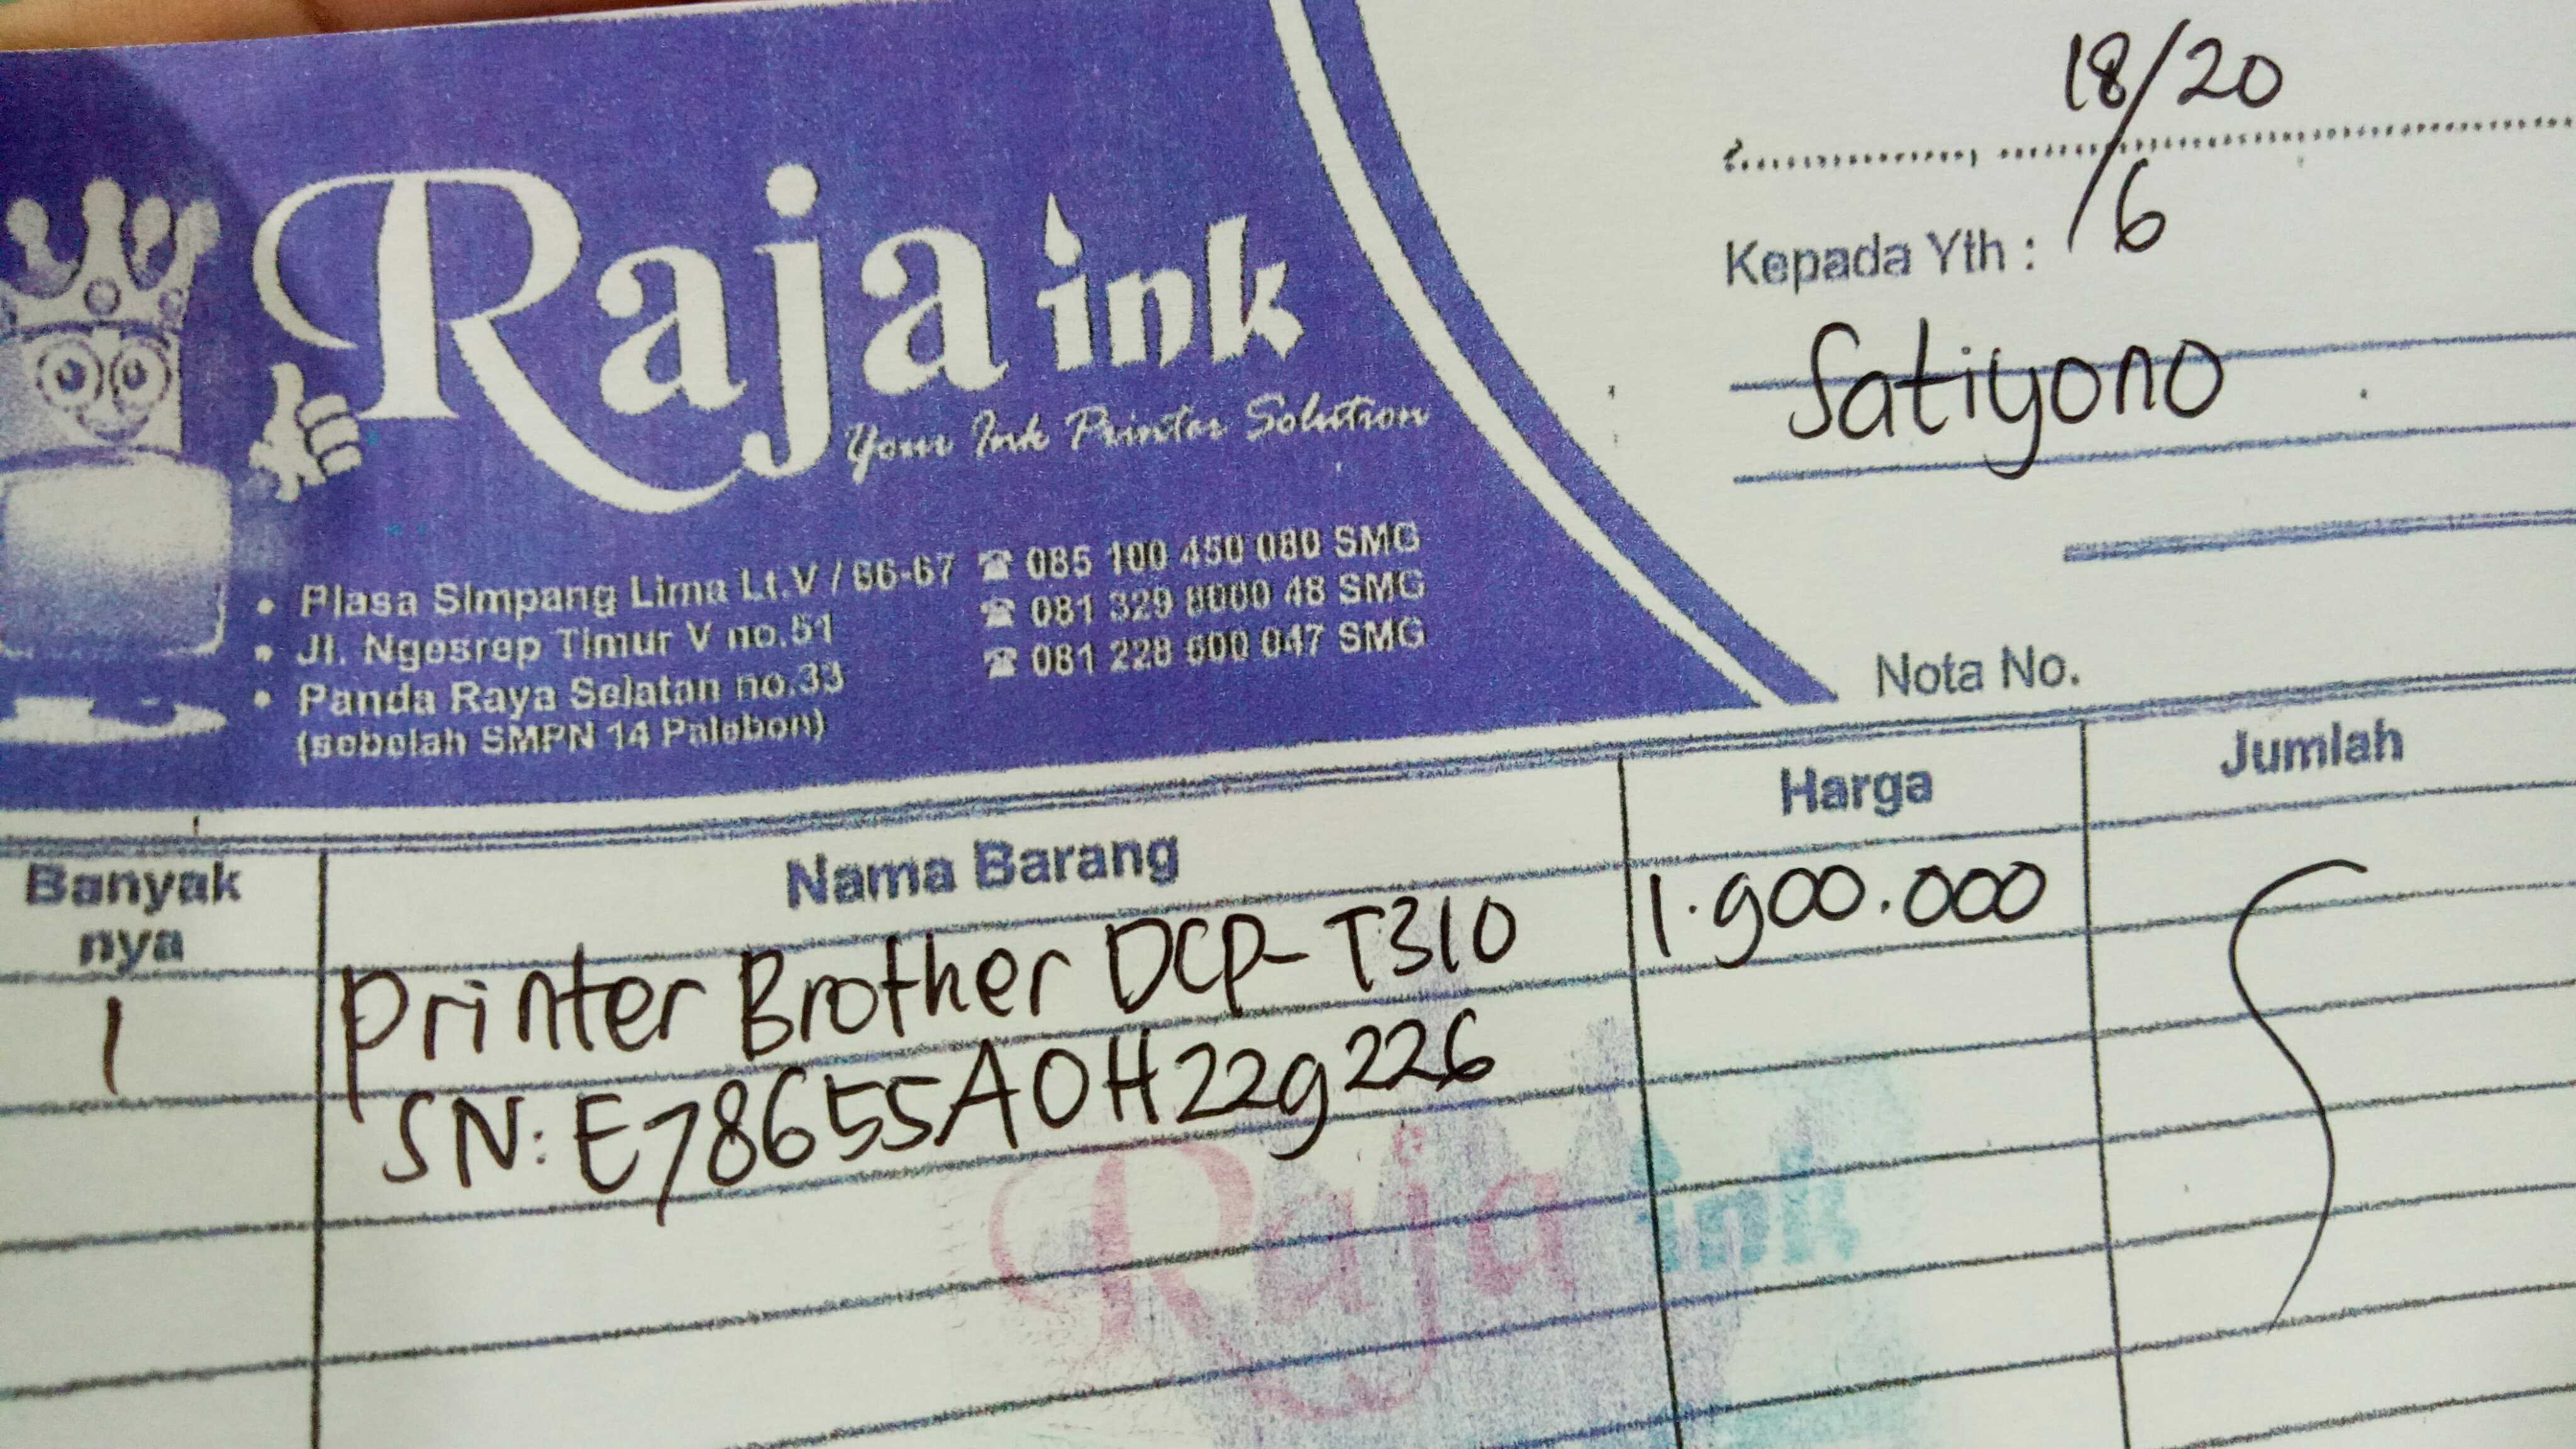 Raja ink
Your Ink Printer Solution
• Plasa Simpang Lima Lt.V / 66-67 ☎ 085 100 450 080 SMG
• Jl. Ngesrep Timur V no.51 ☎ 081 329 8000 48 SMG
• Panda Raya Selatan no.33 ☎ 081 228 600 047 SMG
(sebelah SMPN 14 Palebon)
18/6 20
Kepada Yth :
Satiyono
Nota No.
Banyak nya Nama Barang Harga Jumlah
1 Printer Brother DCP-T310 1.900.000
SN: E78655A0H229226
Raja ink